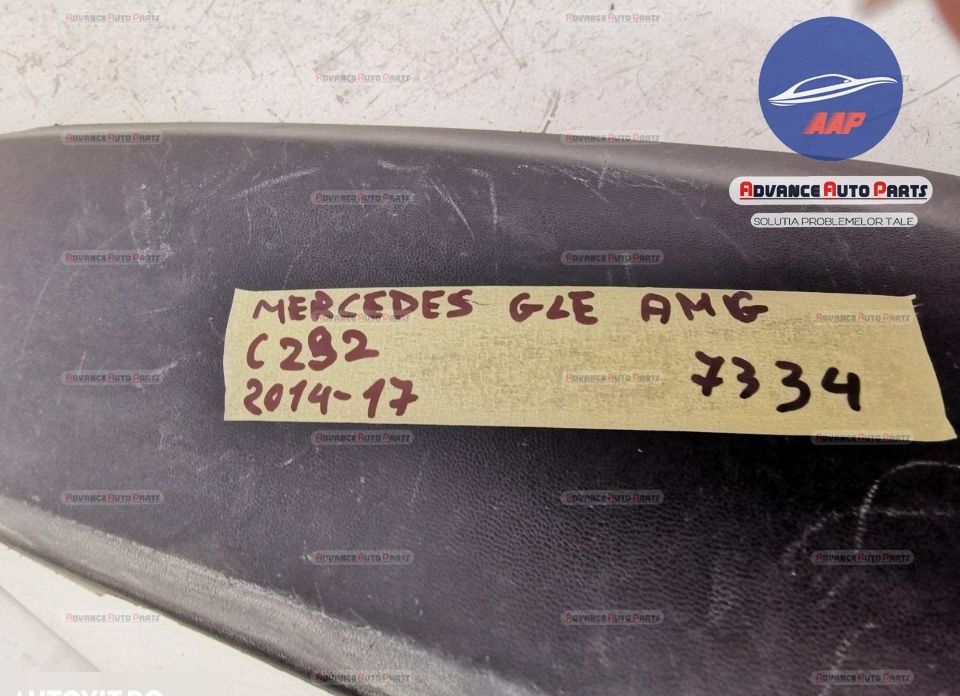 AAP
ADVANCE AUTO PARTS
SOLUTIA PROBLEMELOR TALE
MERCEDES GLE AMG
C292
7334
2014-17